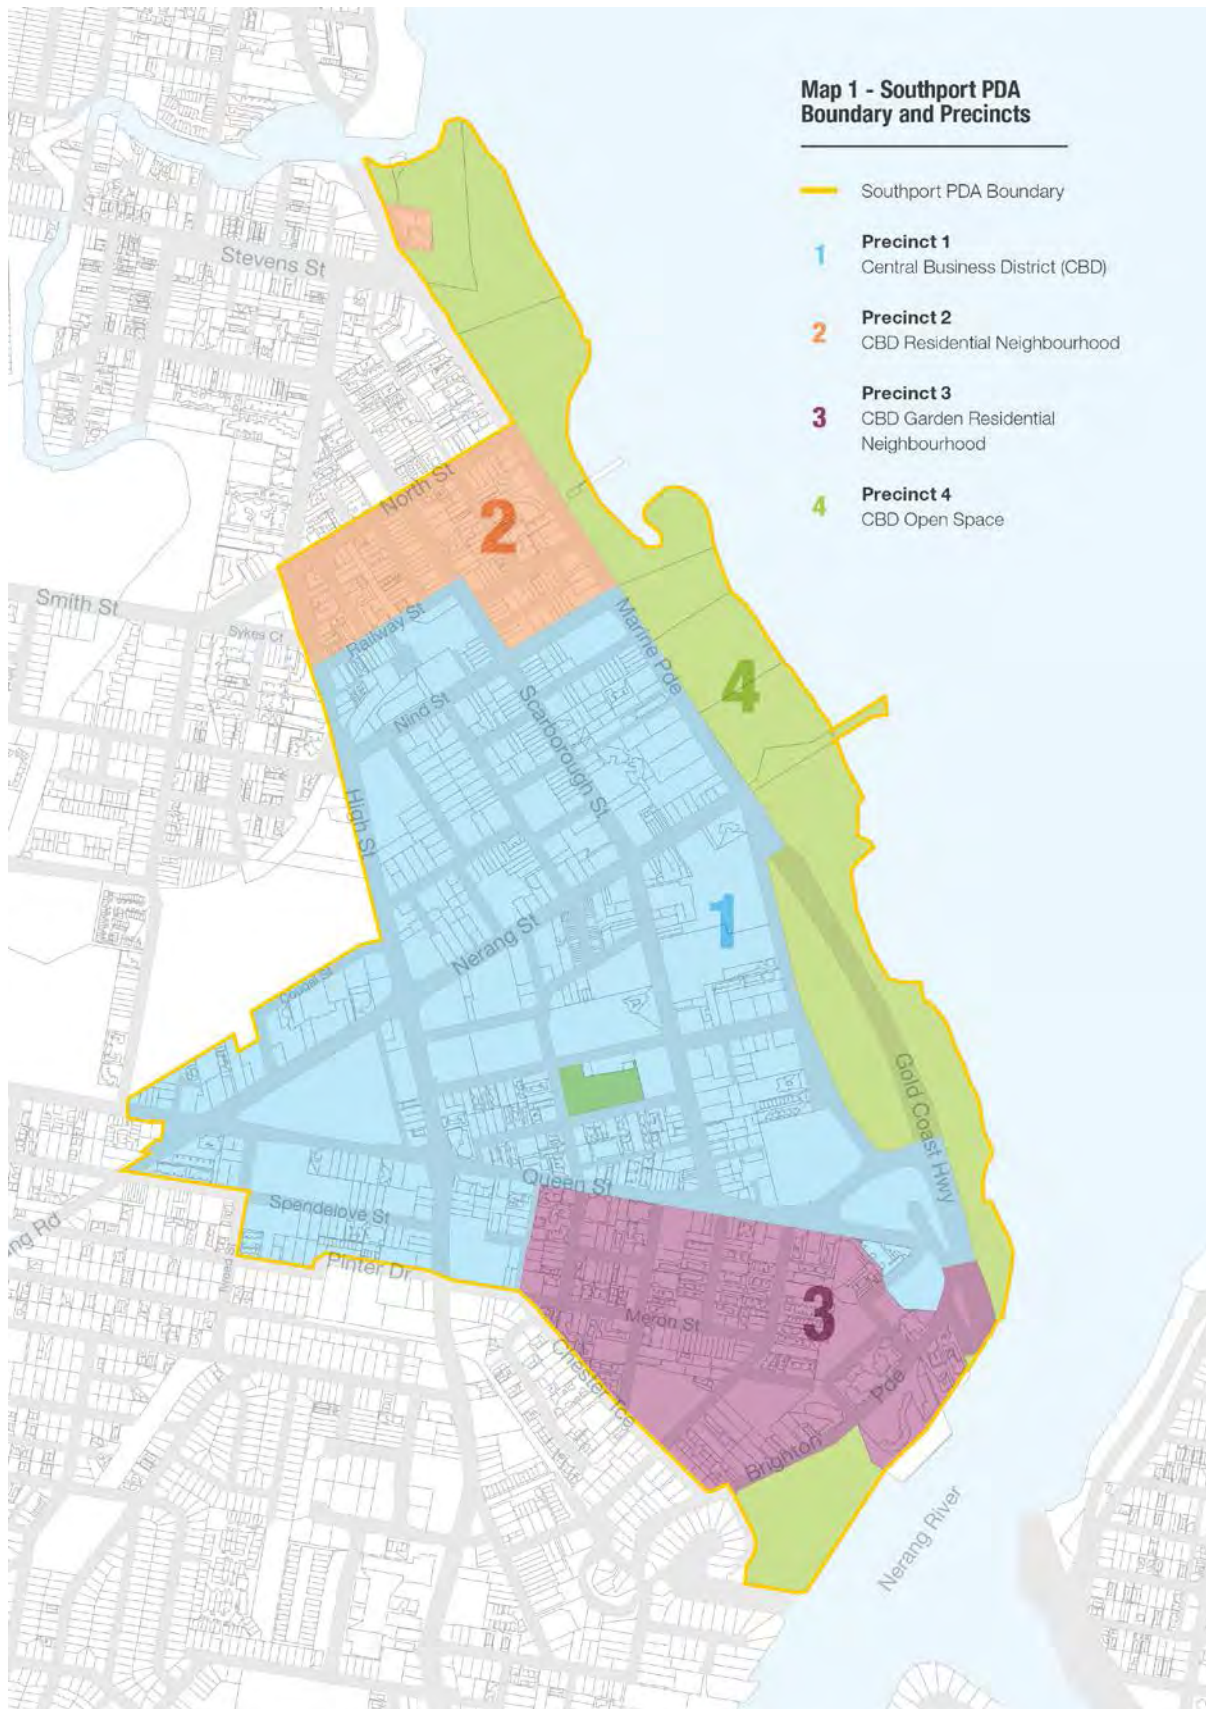 Map 1 - Southport PDA
Boundary and Precincts
Southport PDA Boundary
1
Precinct 1
Central Business District (CBD)
2
Precinct 2
CBD Residential Neighbourhood
3
Precinct 3
CBD Garden Residential
Neighbourhood
4
Precinct 4
CBD Open Space
Stevens St
North St
2
Smith St
Sykes Ct
Railway St
Marine Pde
4
Nind St
Scarborough St
High St
1
Nerang St
Cougal St
Gold Coast Hwy
Queen St
Spendelove St
ng Rd
Pinter Dr
3
Meron St
Chester Tce
Brighton Pde
Nerang River